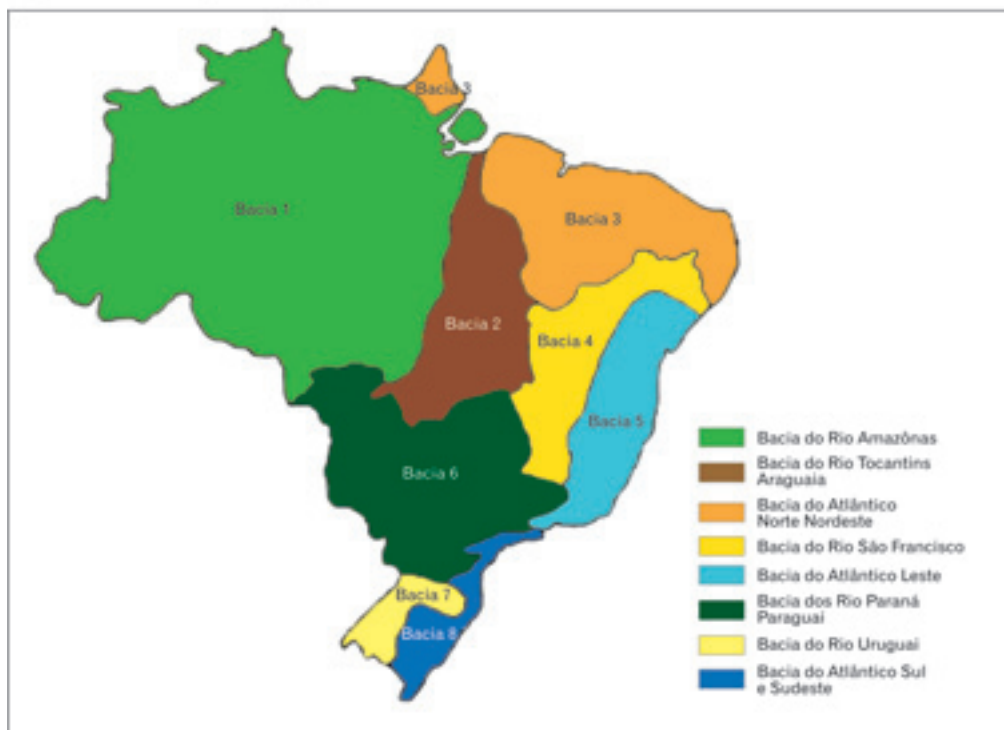 Bacia 3
Bacia 1
Bacia 3
Bacia 2
Bacia 4
Bacia 5
Bacia 6
Bacia 7
Bacia 8
Bacia do Rio Amazônas
Bacia do Rio Tocantins
Araguaia
Bacia do Atlântico
Norte Nordeste
Bacia do Rio São Francisco
Bacia do Atlântico Leste
Bacia dos Rio Paraná
Paraguai
Bacia do Rio Uruguai
Bacia do Atlântico Sul
e Sudeste